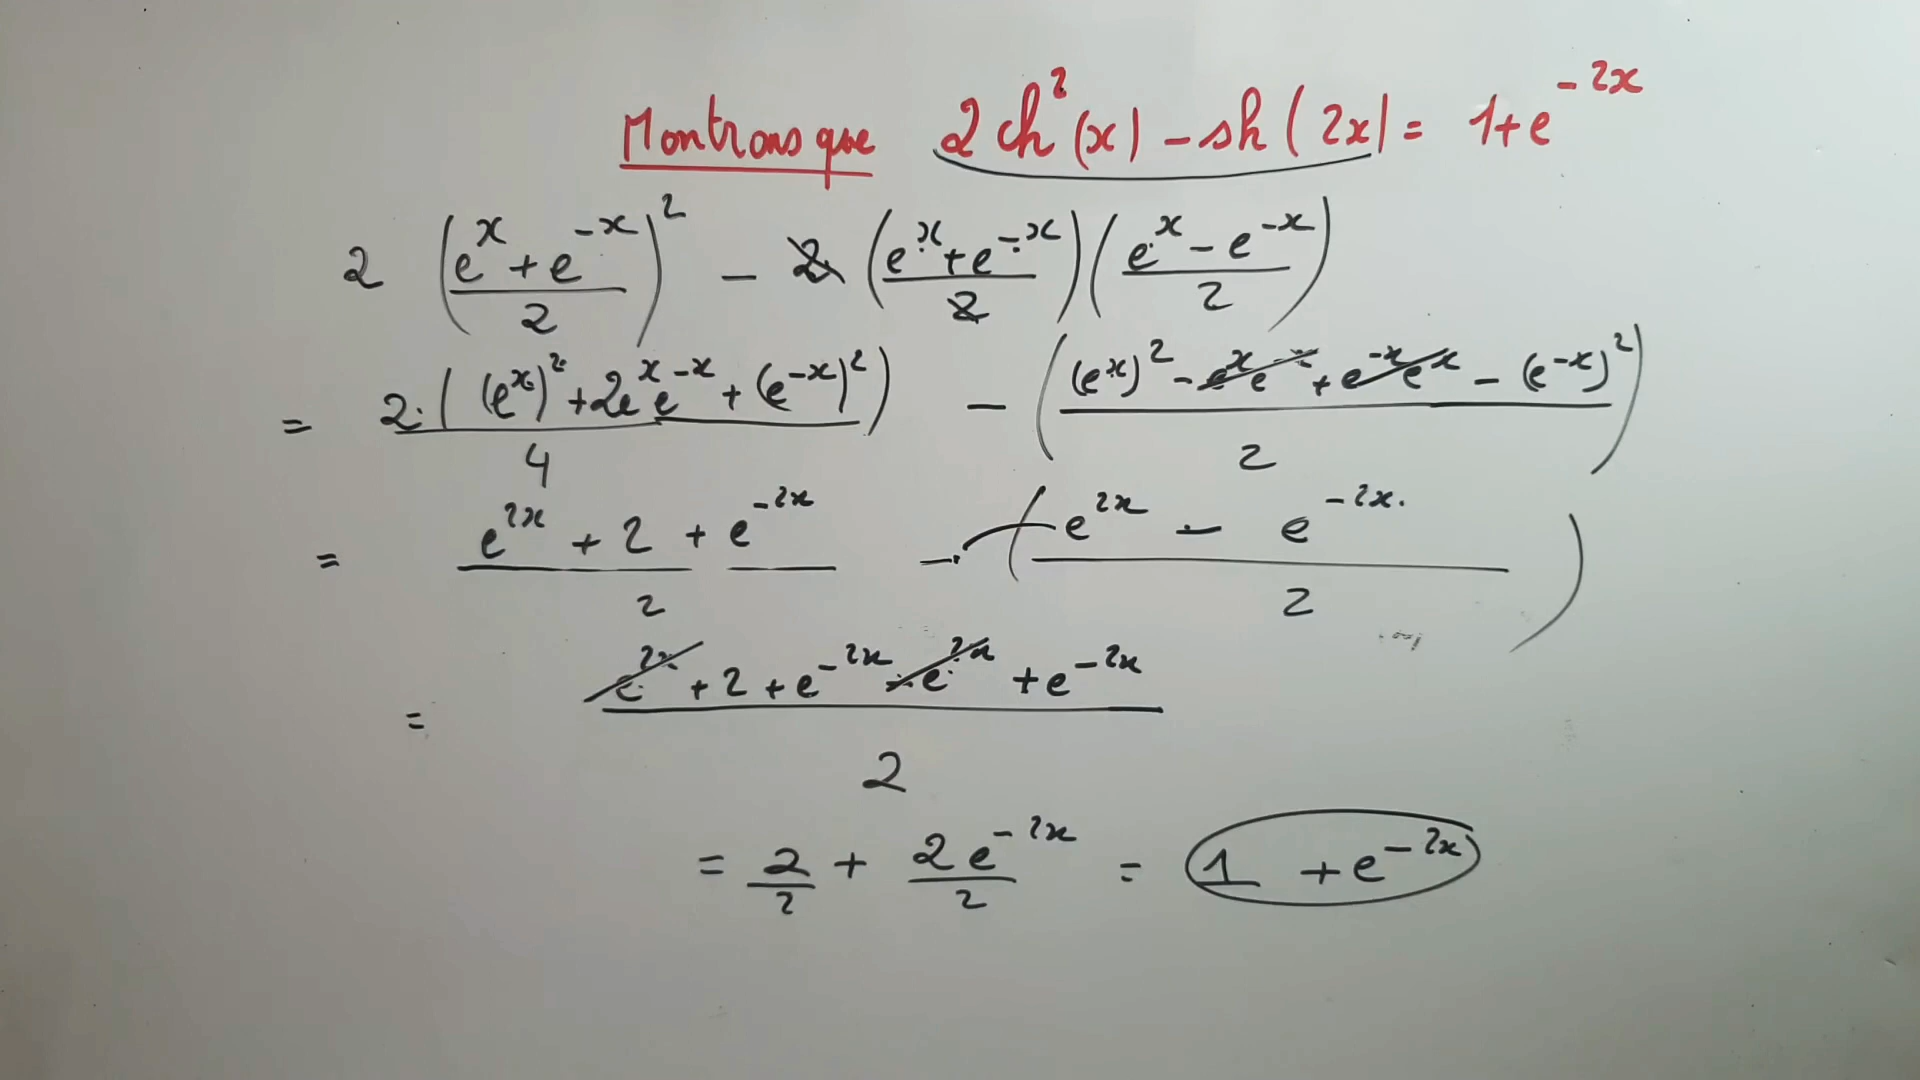 Montrons que 2ch²(x) - sh(2x) = 1 + e^{-2x}
2 ((e^x + e^{-x})/2)² - 2 ((e^x + e^{-x})/2) ((e^x - e^{-x})/2)
= 2·((e^x)² + 2e^x e^{-x} + (e^{-x})²)/4 - (((e^x)² - e^x e^{-x} + e^{-x} e^x - (e^{-x})²)/2)
= (e^{2x} + 2 + e^{-2x})/2 - ((e^{2x} - e^{-2x})/2)
= (e^{2x} + 2 + e^{-2x} - e^{2x} + e^{-2x})/2
= 2/2 + 2e^{-2x}/2 = 1 + e^{-2x}